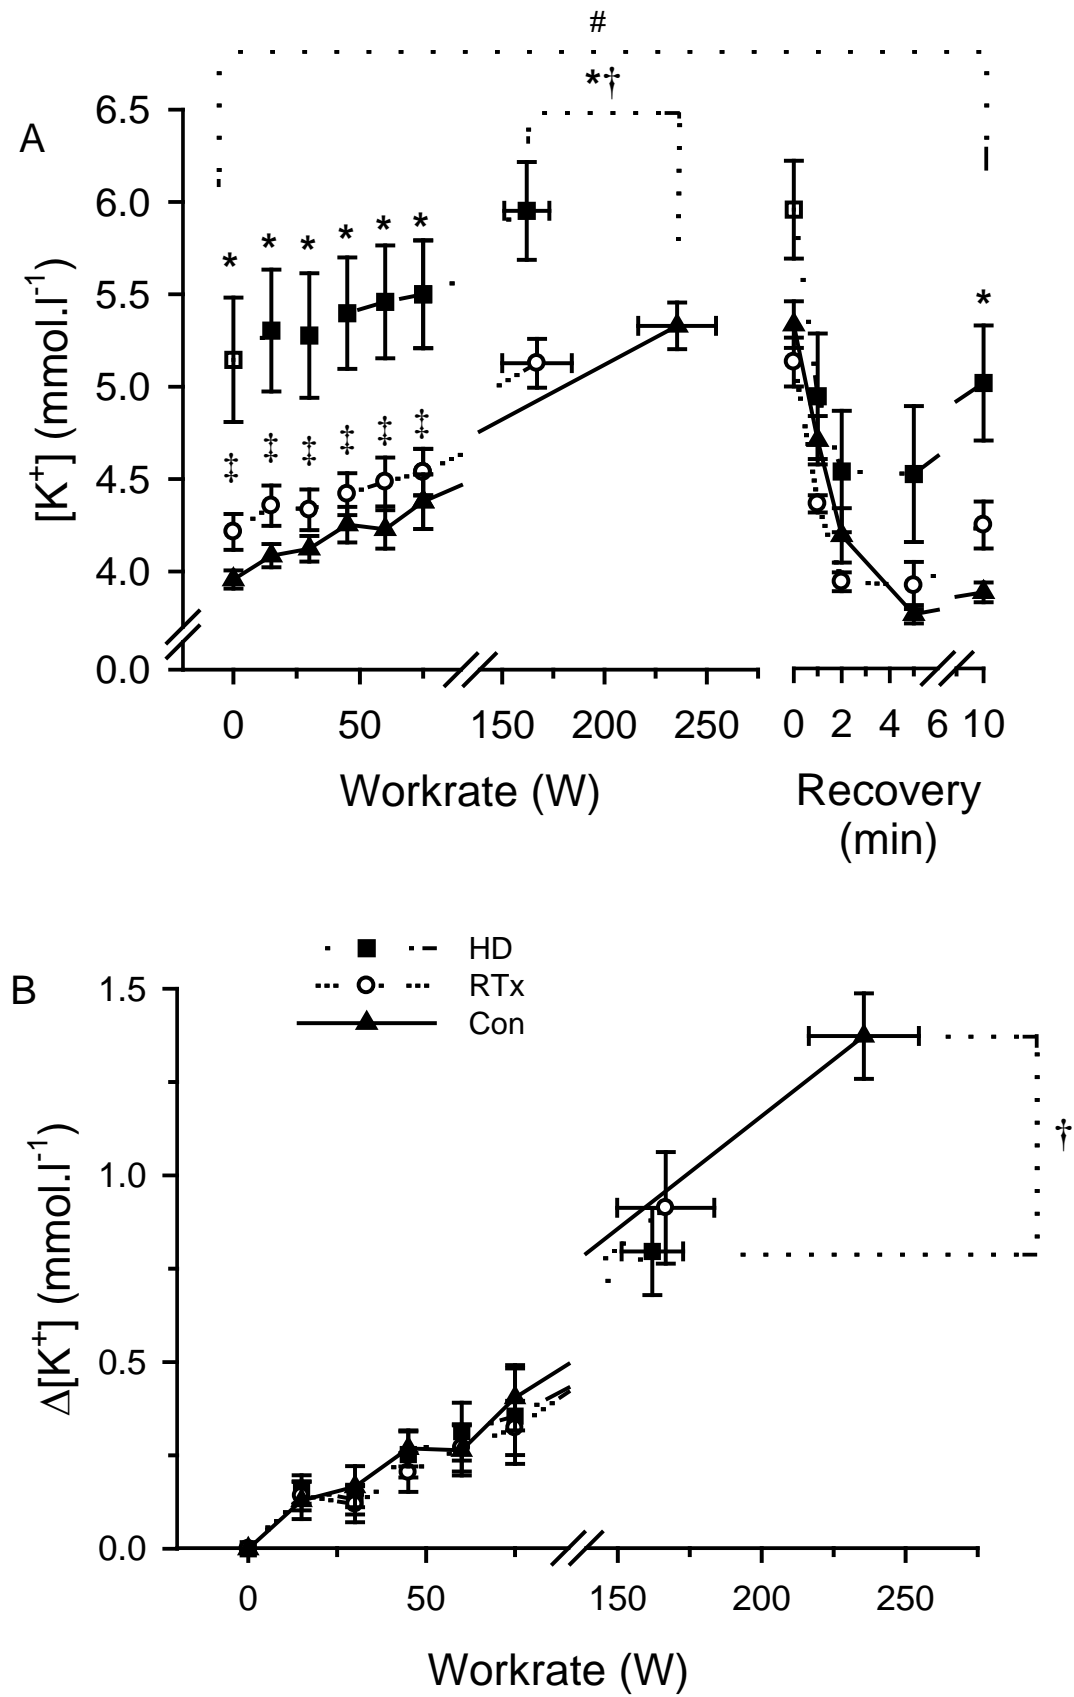 #
*†
A
6.5
6.0
5.5
5.0
4.5
4.0
0.0
[K+] (mmol.l-1)
* * * * * *
*
‡ ‡ ‡ ‡ ‡ ‡
0 50 150 200 250
0 2 4 6 10
Workrate (W)
Recovery
(min)
HD
RTx
Con
B
1.5
1.0
0.5
0.0
Δ[K+] (mmol.l-1)
†
0 50 150 200 250
Workrate (W)